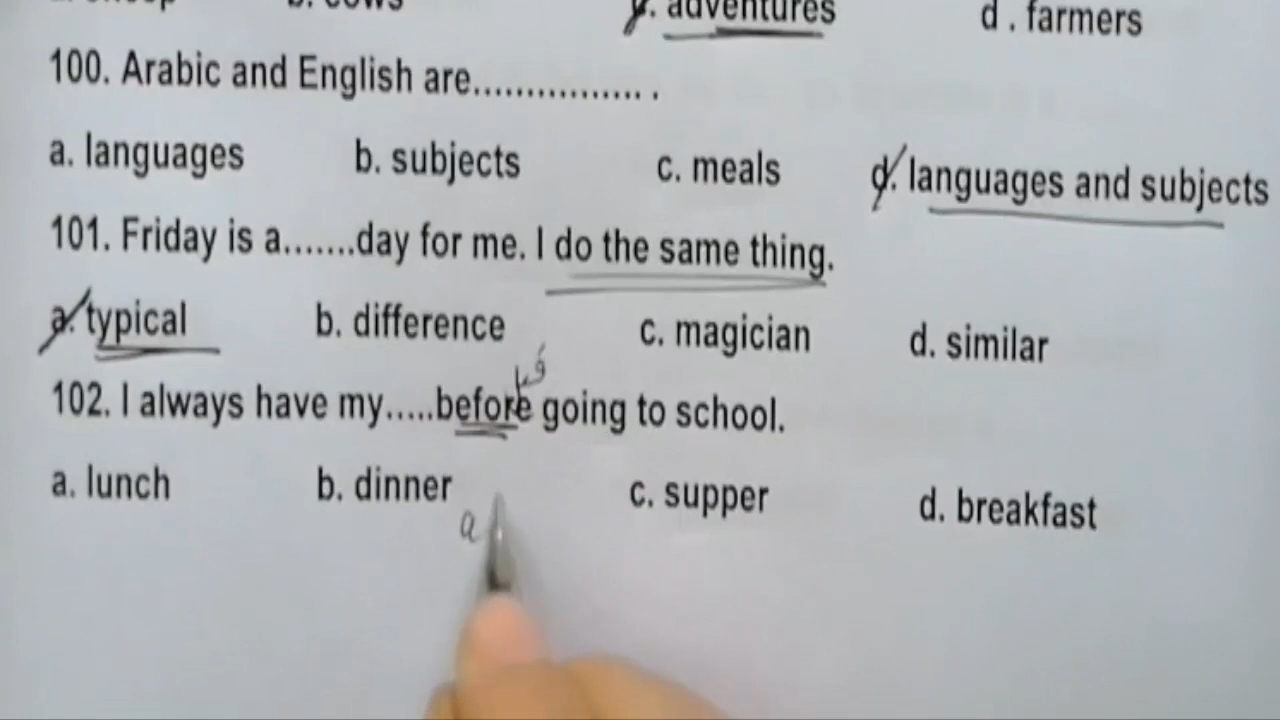 b. cows adventures d . farmers
100. Arabic and English are................ .
a. languages b. subjects c. meals d. languages and subjects
101. Friday is a.......day for me. I do the same thing.
a. typical b. difference c. magician d. similar
102. I always have my.....before going to school.
a. lunch b. dinner c. supper d. breakfast
a